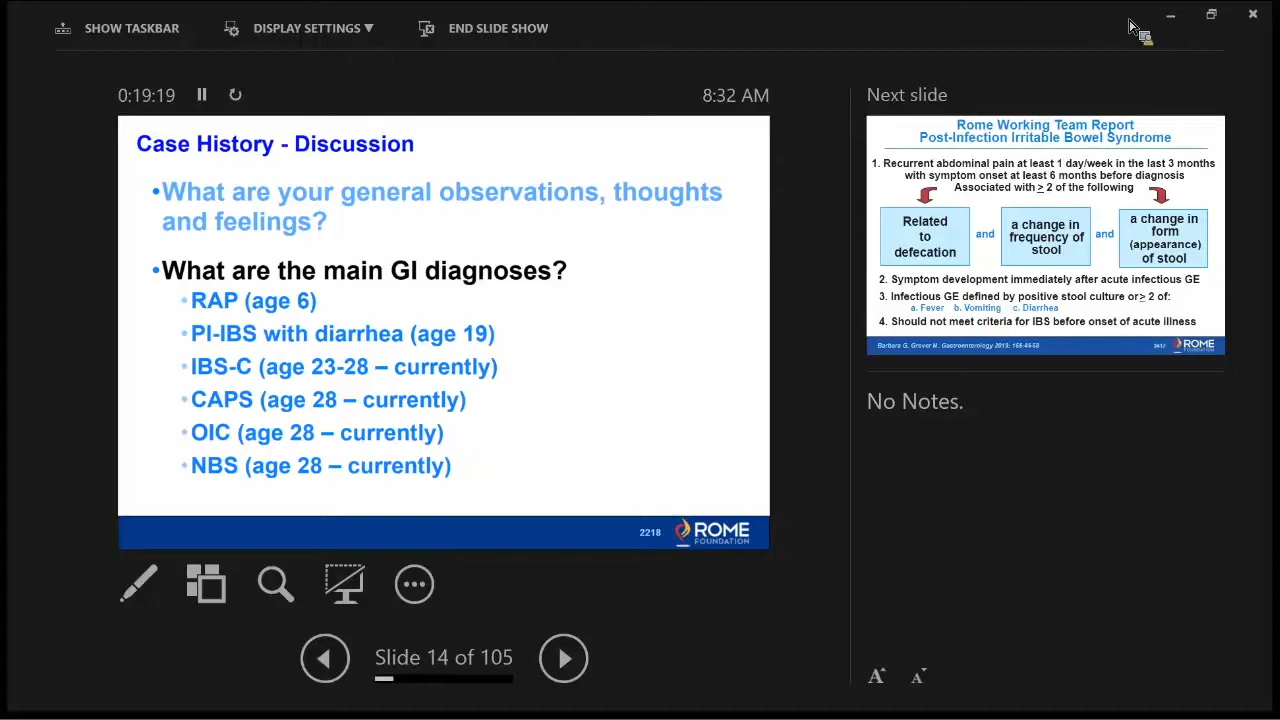 SHOW TASKBAR
DISPLAY SETTINGS ▼
END SLIDE SHOW
0:19:19
8:32 AM
Case History - Discussion
•What are your general observations, thoughts
and feelings?
•What are the main GI diagnoses?
•RAP (age 6)
•PI-IBS with diarrhea (age 19)
•IBS-C (age 23-28 – currently)
•CAPS (age 28 – currently)
•OIC (age 28 – currently)
•NBS (age 28 – currently)
2218
ROME
FOUNDATION
Slide 14 of 105
Next slide
Rome Working Team Report
Post-Infection Irritable Bowel Syndrome
1. Recurrent abdominal pain at least 1 day/week in the last 3 months
with symptom onset at least 6 months before diagnosis
Associated with > 2 of the following
Related
to
defecation
and
a change in
frequency of
stool
and
a change in
form
(appearance)
of stool
2. Symptom development immediately after acute infectious GE
3. Infectious GE defined by positive stool culture or > 2 of:
a. Fever b. Vomiting c. Diarrhea
4. Should not meet criteria for IBS before onset of acute illness
Barbara G, Grover M, Gastroenterology 2019;
ROME
FOUNDATION
No Notes.
A A